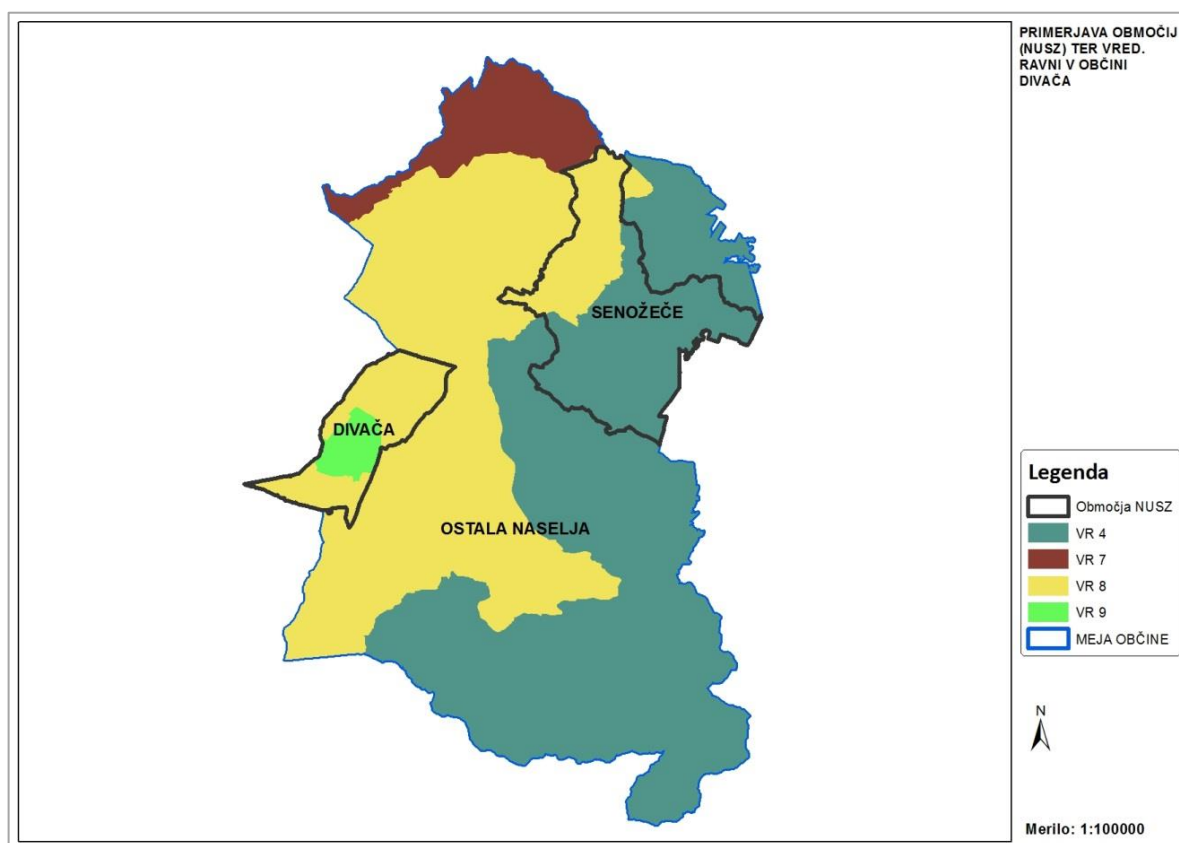 PRIMERJAVA OBMOČIJ
(NUSZ) TER VRED.
RAVNI V OBČINI
DIVAČA
SENOŽEČE
DIVAČA
OSTALA NASELJA
Legenda
Območja NUSZ
VR 4
VR 7
VR 8
VR 9
MEJA OBČINE
N
Merilo: 1:100000